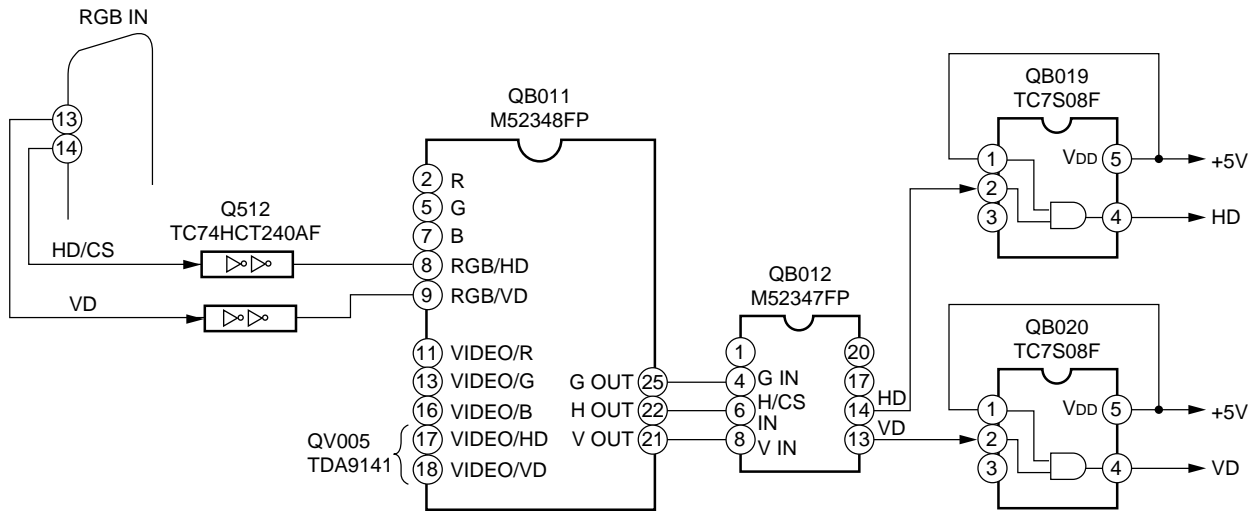 RGB IN
13
14
HD/CS
VD
Q512
TC74HCT240AF
QB011
M52348FP
2 R
5 G
7 B
8 RGB/HD
9 RGB/VD
11 VIDEO/R
13 VIDEO/G
16 VIDEO/B
17 VIDEO/HD
18 VIDEO/VD
QV005
TDA9141
G OUT 25
H OUT 22
V OUT 21
QB012
M52347FP
1
4 G IN
6 H/CS
IN
8 V IN
20
17
14 HD
13 VD
QB019
TC7S08F
1
2
3
VDD 5
4
+5V
HD
QB020
TC7S08F
1
2
3
VDD 5
4
+5V
VD